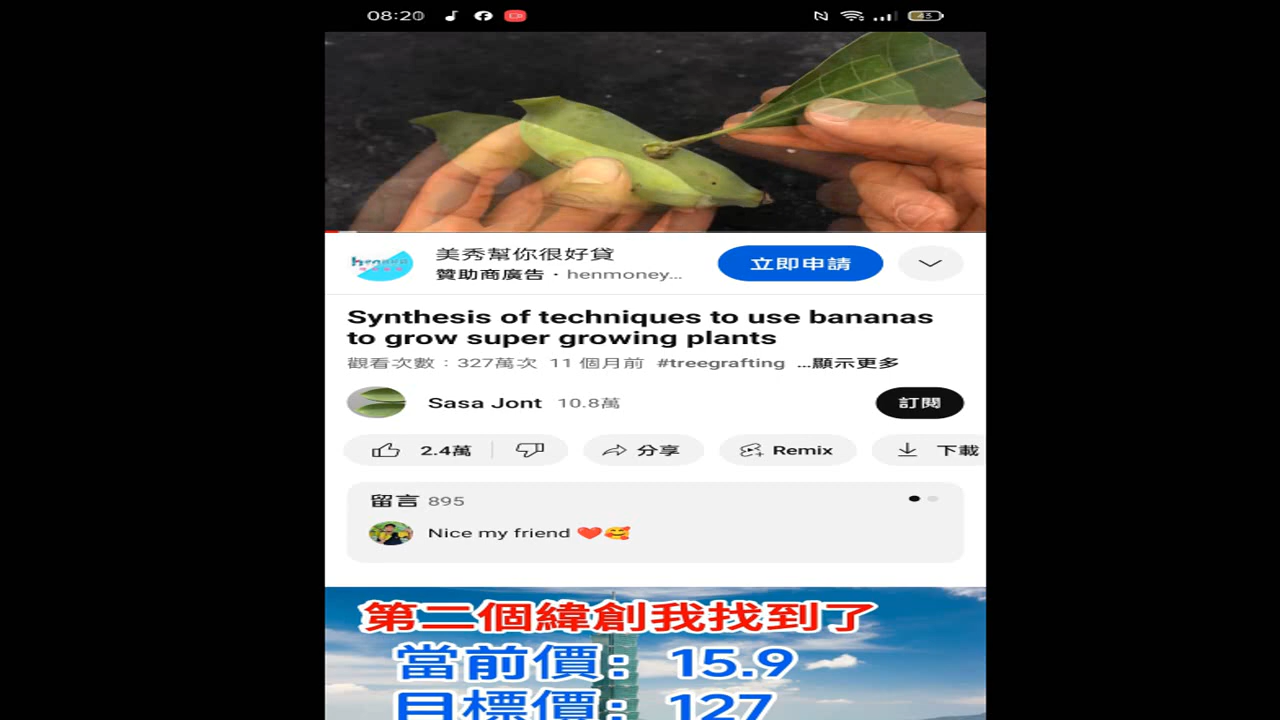 08:20
43
美秀幫你很好貸
贊助商廣告·henmoney...
立即申請
Synthesis of techniques to use bananas
to grow super growing plants
觀看次數：327萬次 11 個月前 #treegrafting ...顯示更多
Sasa Jont 10.8萬
訂閱
2.4萬 分享 Remix 下載
留言 895
Nice my friend ❤️🥰
第二個緯創我找到了
當前價：15.9
目標價：127